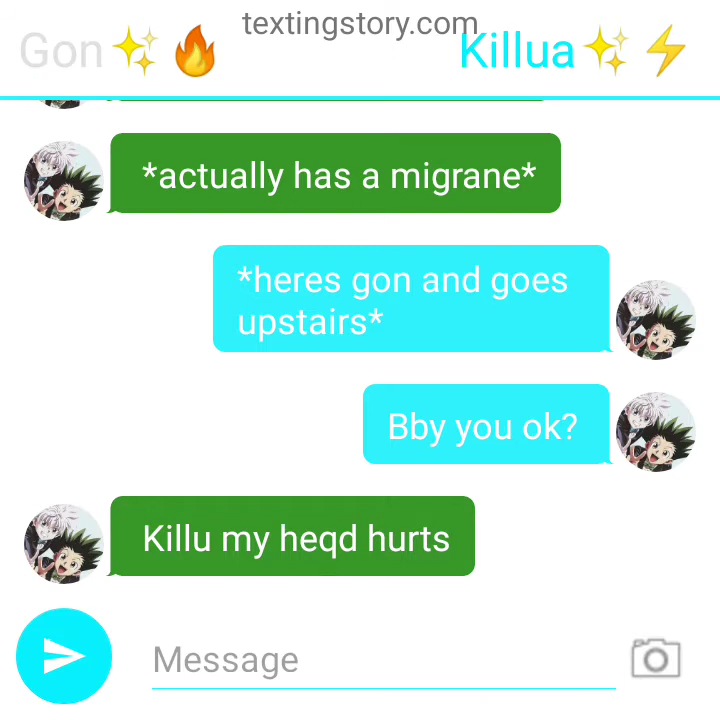 textingstory.com
Gon✨🔥
Killua✨⚡
*actually has a migrane*
*heres gon and goes
upstairs*
Bby you ok?
Killu my heqd hurts
Message